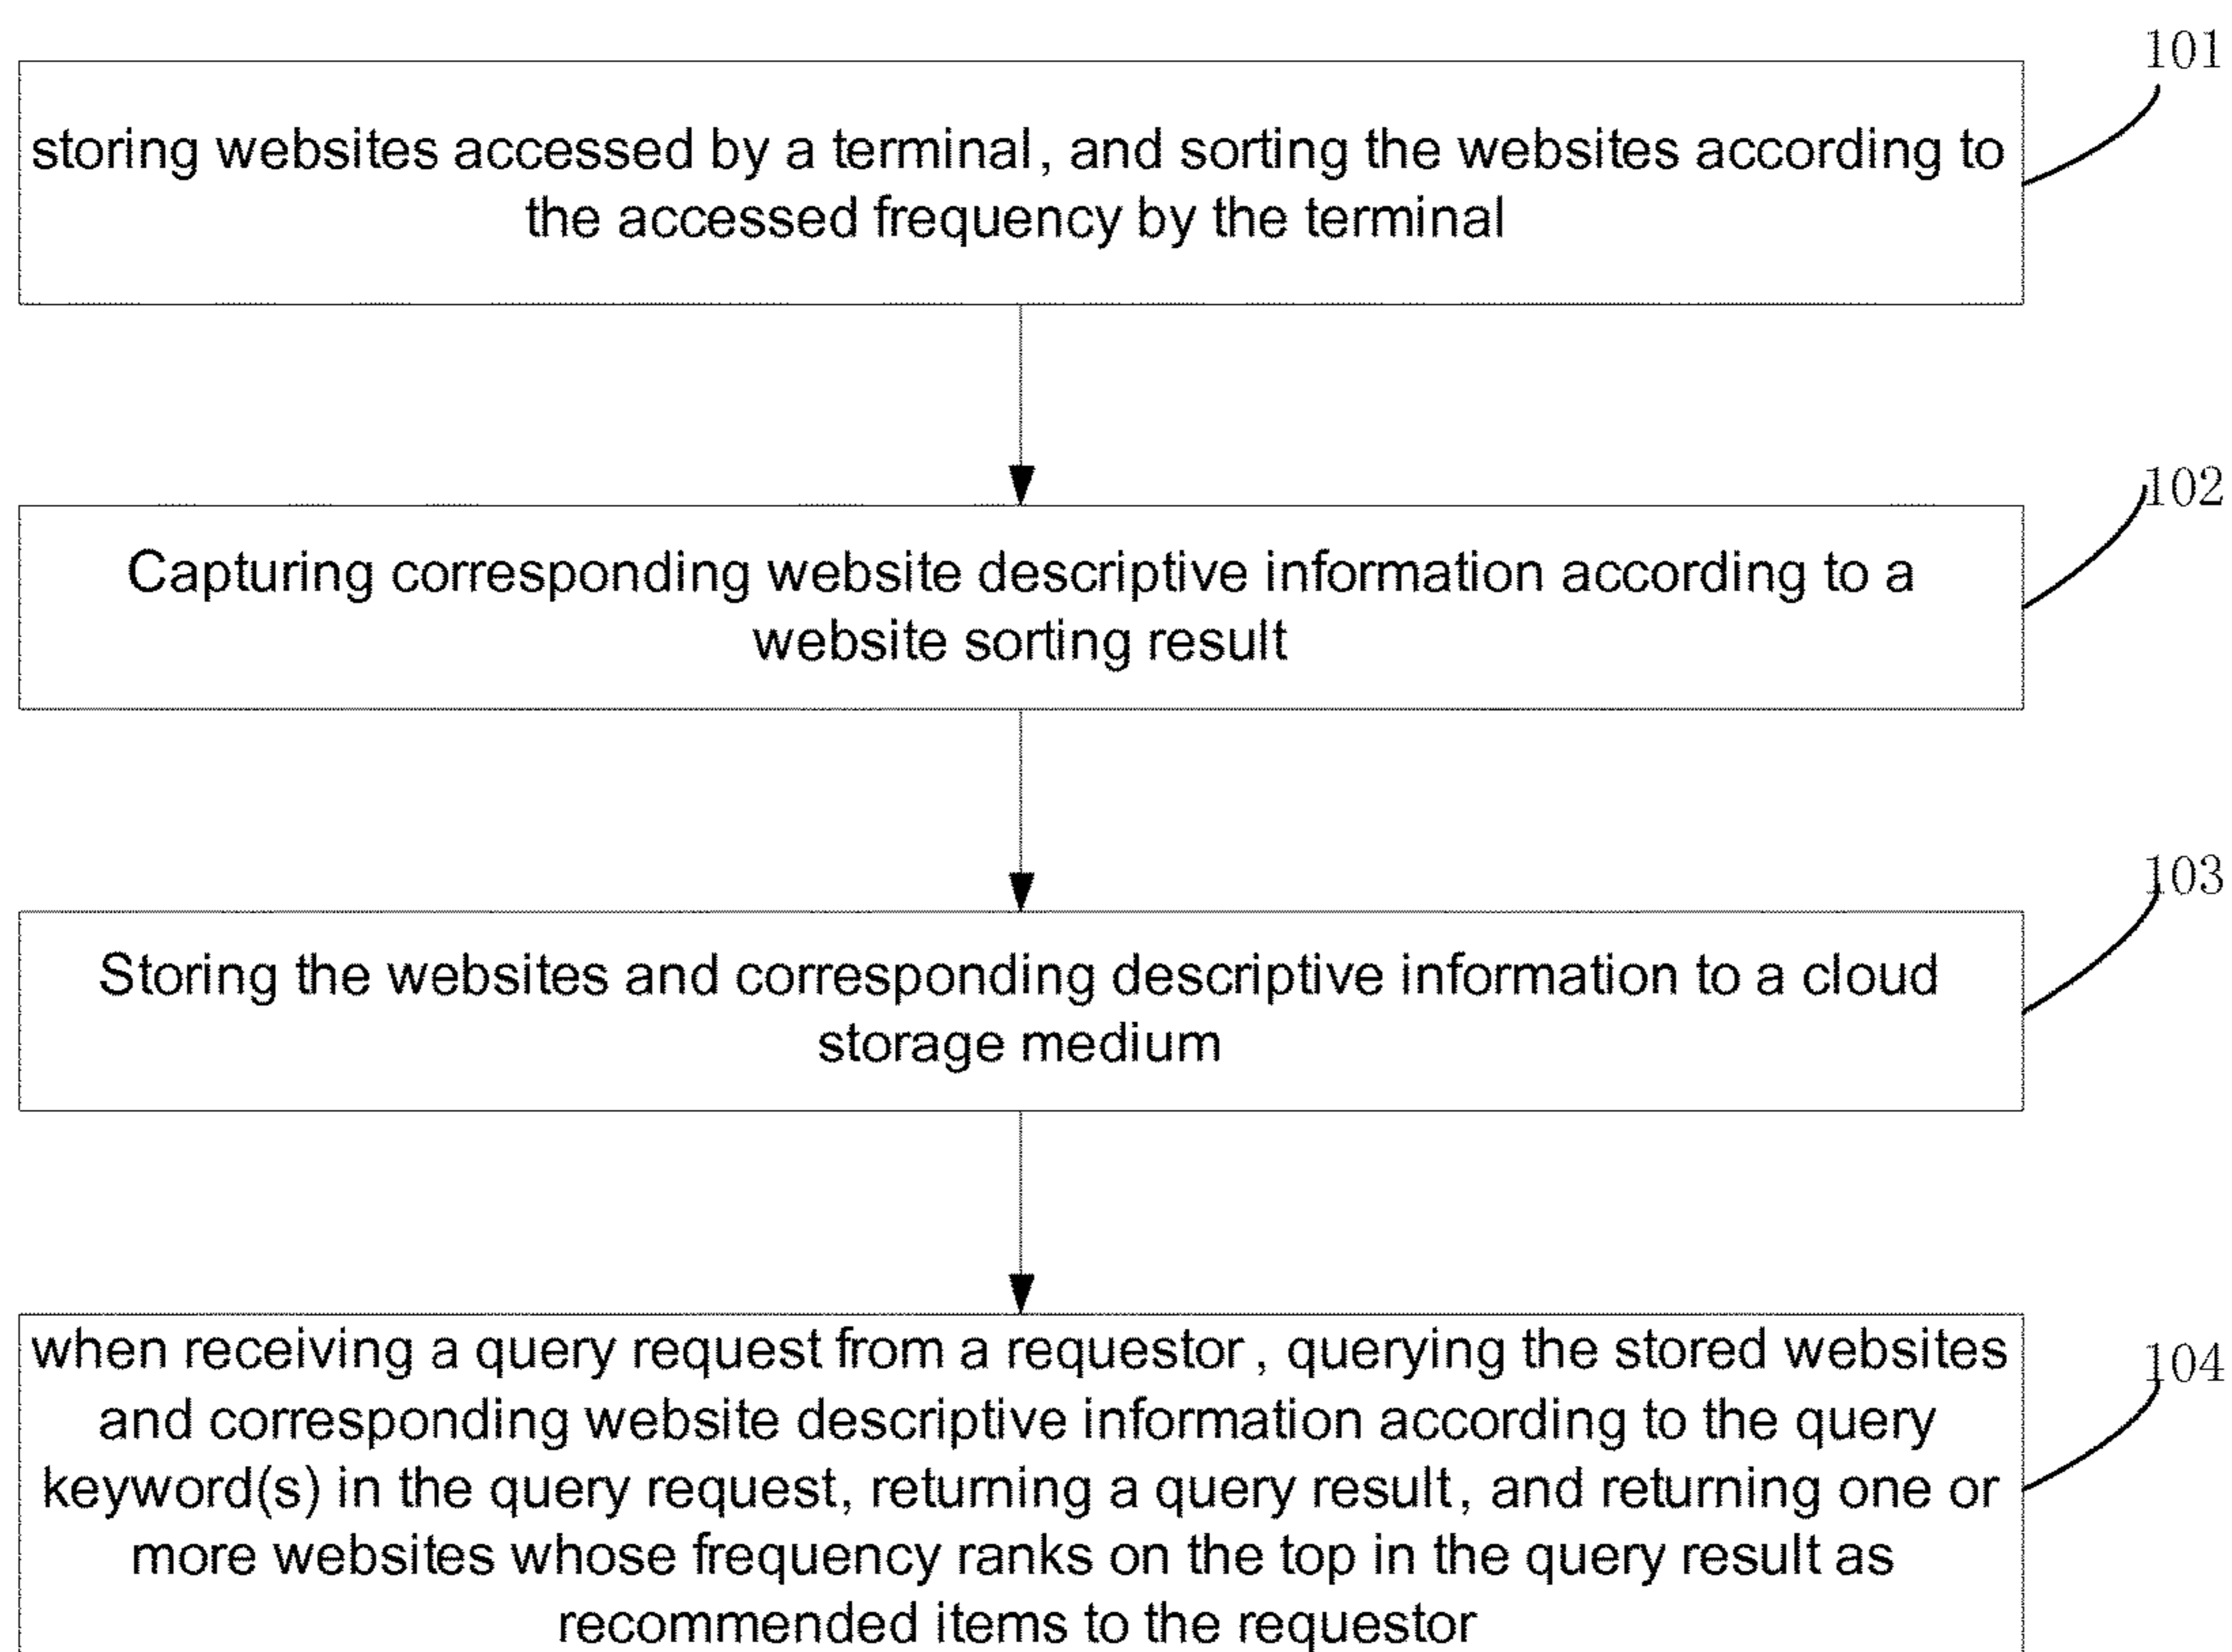 101
storing websites accessed by a terminal, and sorting the websites according to
the accessed frequency by the terminal
102
Capturing corresponding website descriptive information according to a
website sorting result
103
Storing the websites and corresponding descriptive information to a cloud
storage medium
104
when receiving a query request from a requestor, querying the stored websites
and corresponding website descriptive information according to the query
keyword(s) in the query request, returning a query result, and returning one or
more websites whose frequency ranks on the top in the query result as
recommended items to the requestor